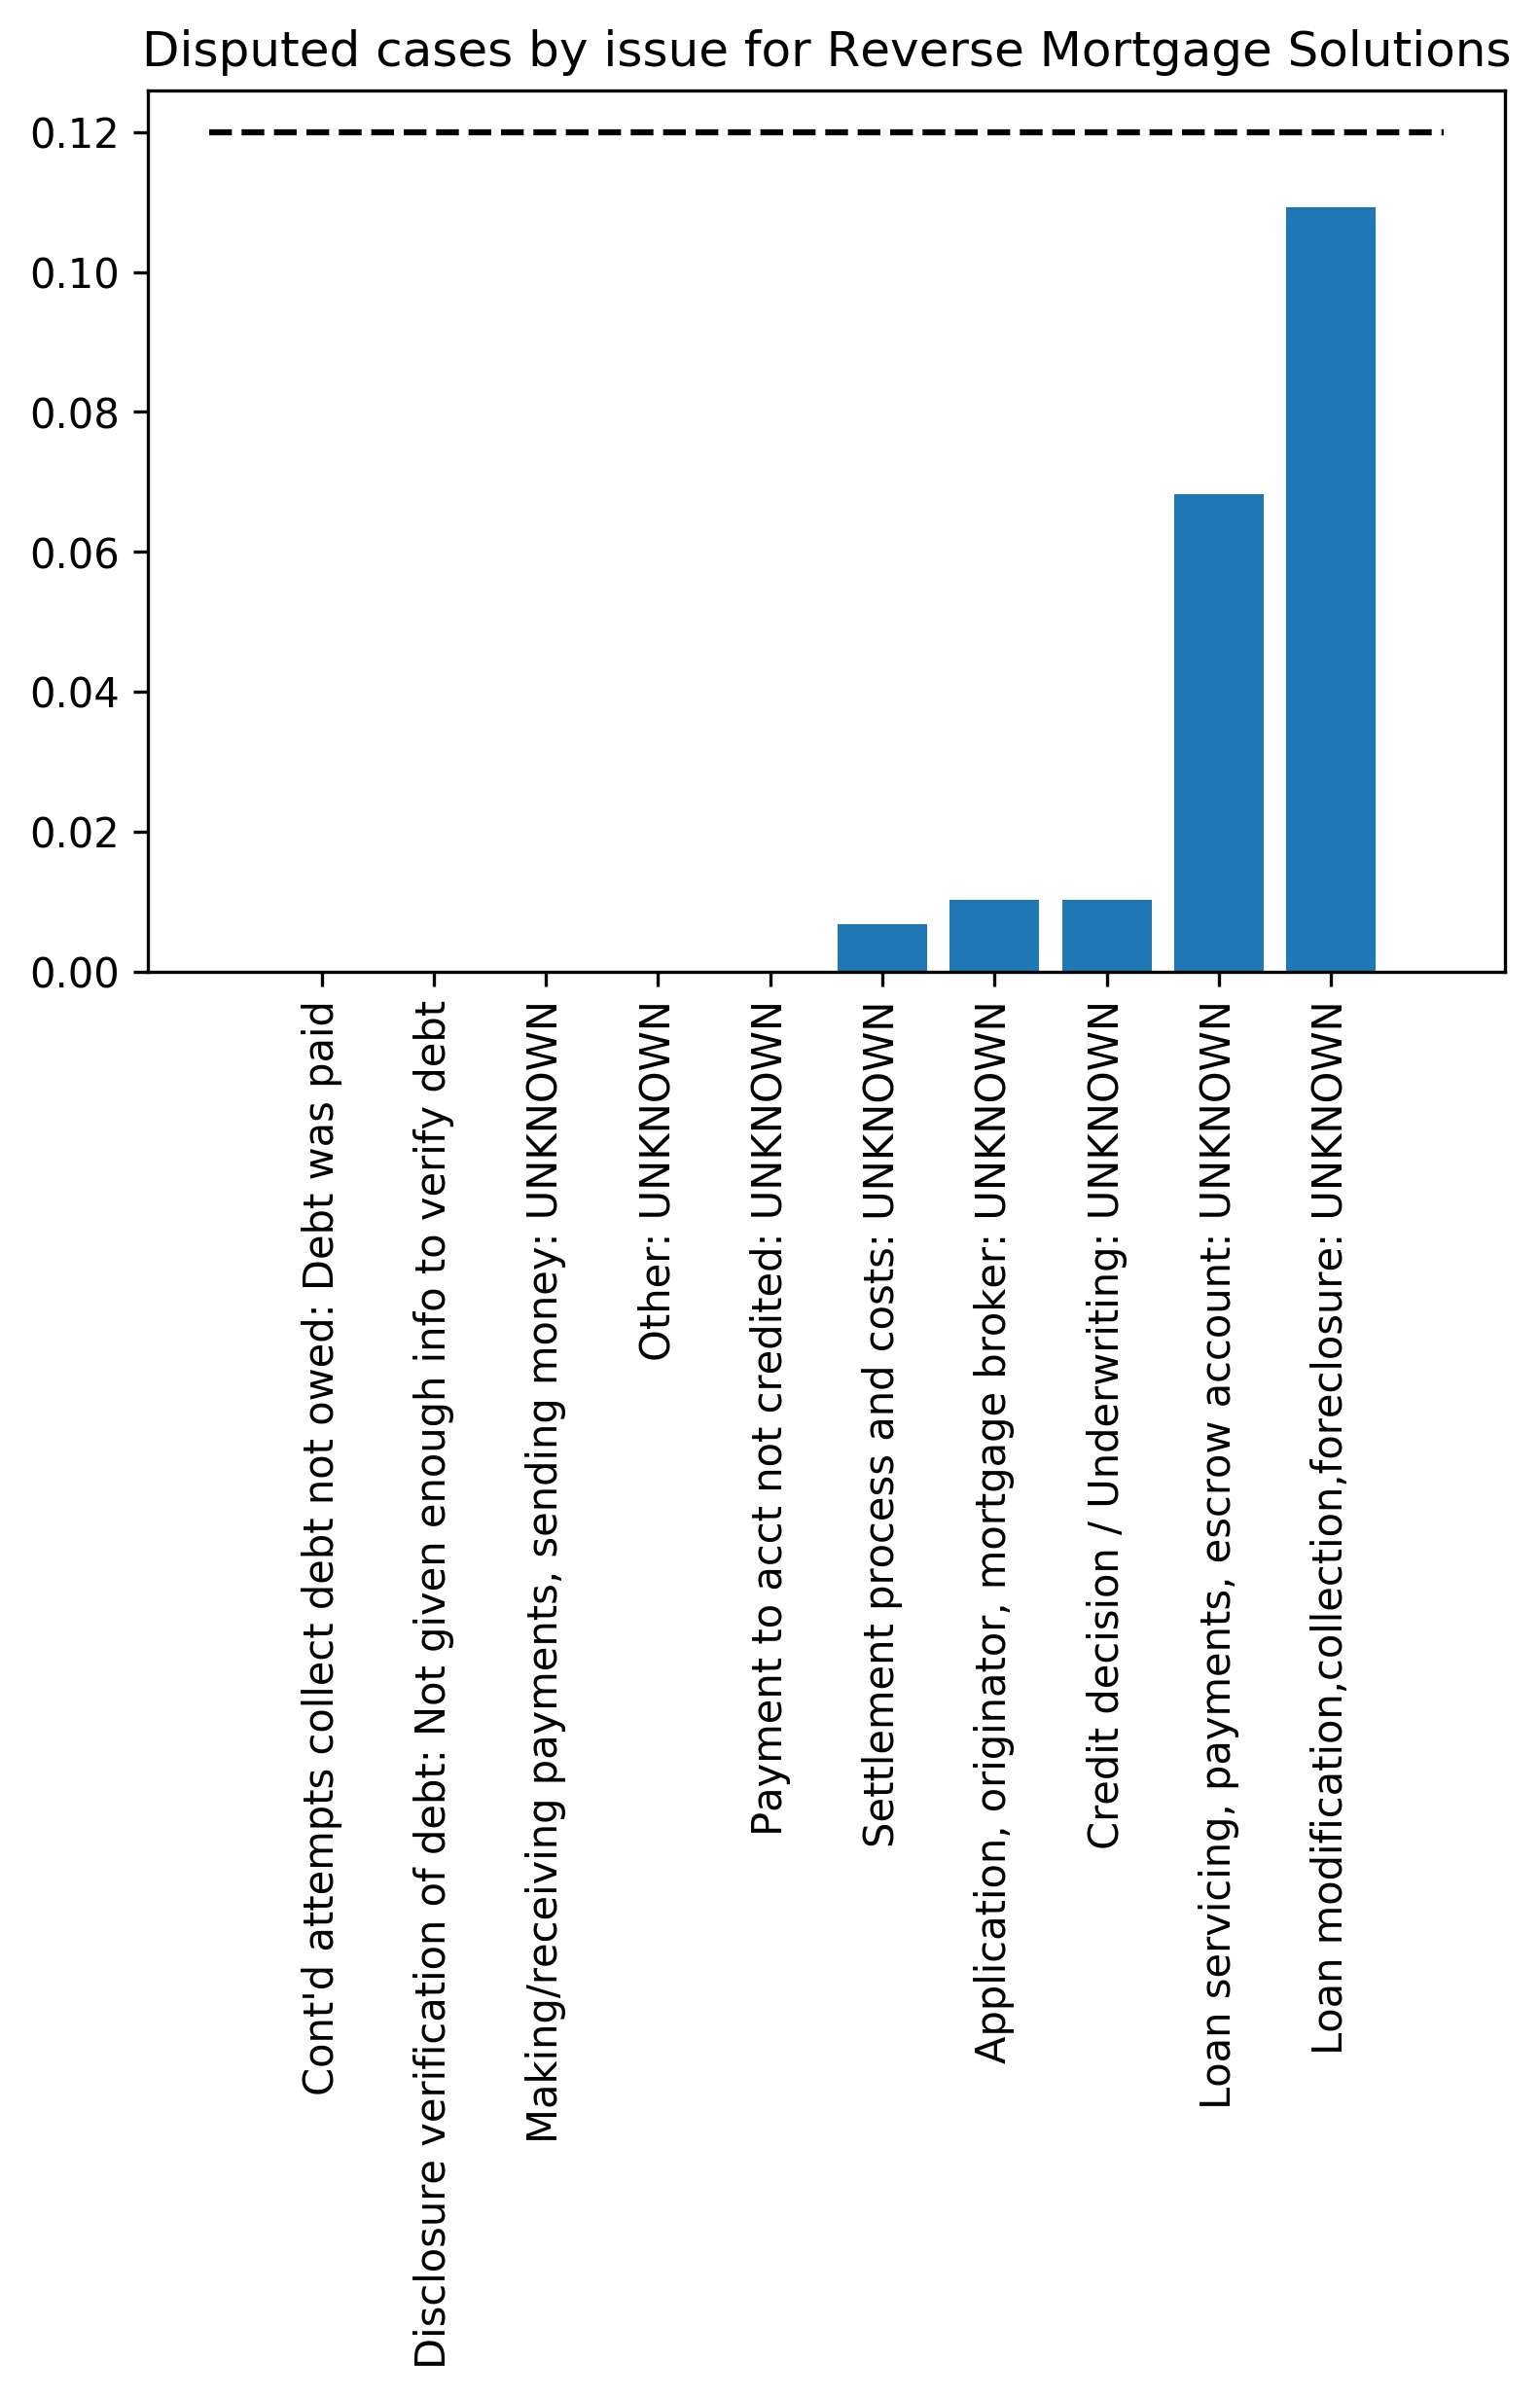 Disputed cases by issue for Reverse Mortgage Solutions
0.12
0.10
0.08
0.06
0.04
0.02
0.00
Cont'd attempts collect debt not owed: Debt was paid
Disclosure verification of debt: Not given enough info to verify debt
Making/receiving payments, sending money: UNKNOWN
Other: UNKNOWN
Payment to acct not credited: UNKNOWN
Settlement process and costs: UNKNOWN
Application, originator, mortgage broker: UNKNOWN
Credit decision / Underwriting: UNKNOWN
Loan servicing, payments, escrow account: UNKNOWN
Loan modification,collection,foreclosure: UNKNOWN